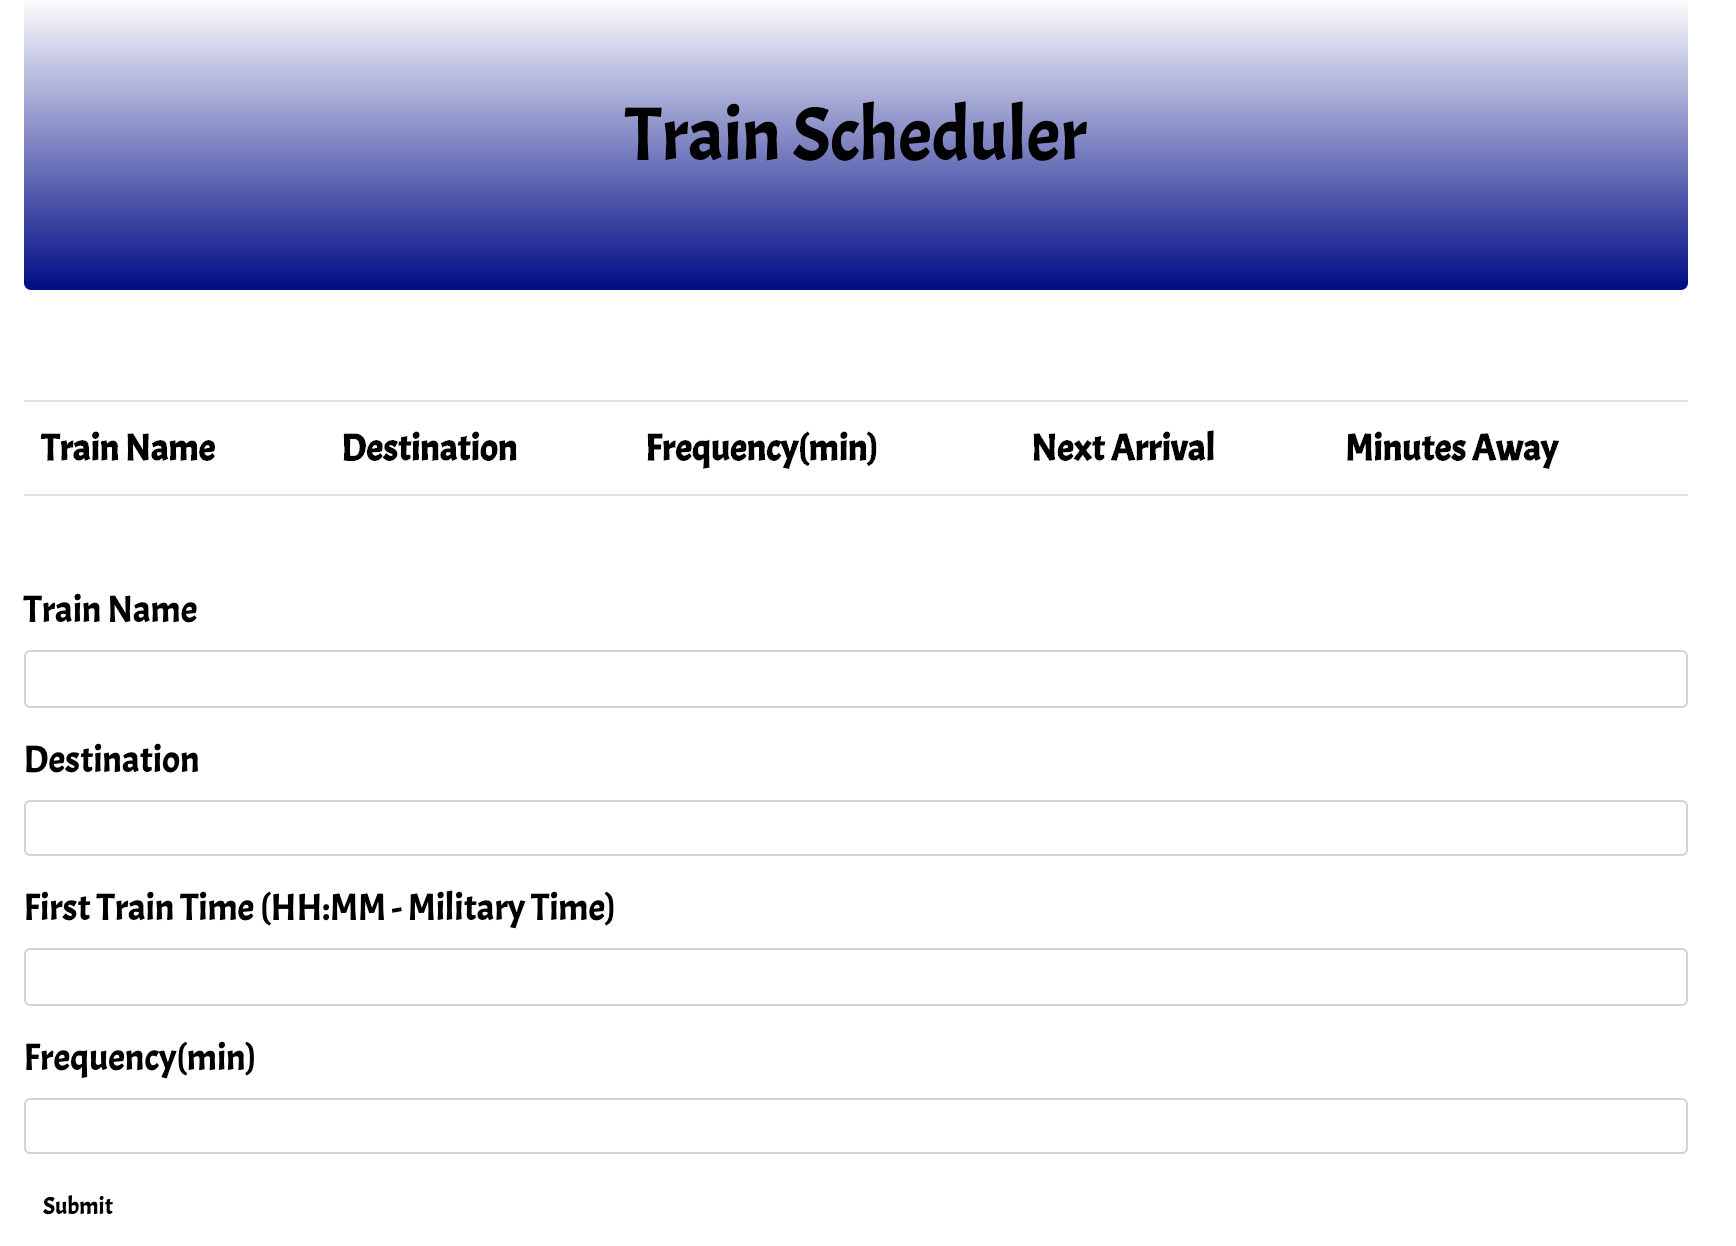 Train Scheduler
Train Name Destination Frequency(min) Next Arrival Minutes Away
Train Name
Destination
First Train Time (HH:MM - Military Time)
Frequency(min)
Submit